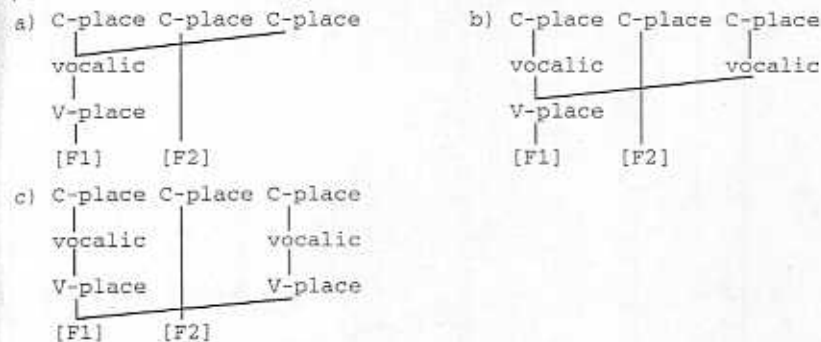 a) C-place C-place C-place
vocalic
V-place
[F1] [F2]
b) C-place C-place C-place
vocalic vocalic
V-place
[F1] [F2]
c) C-place C-place C-place
vocalic vocalic
V-place V-place
[F1] [F2]